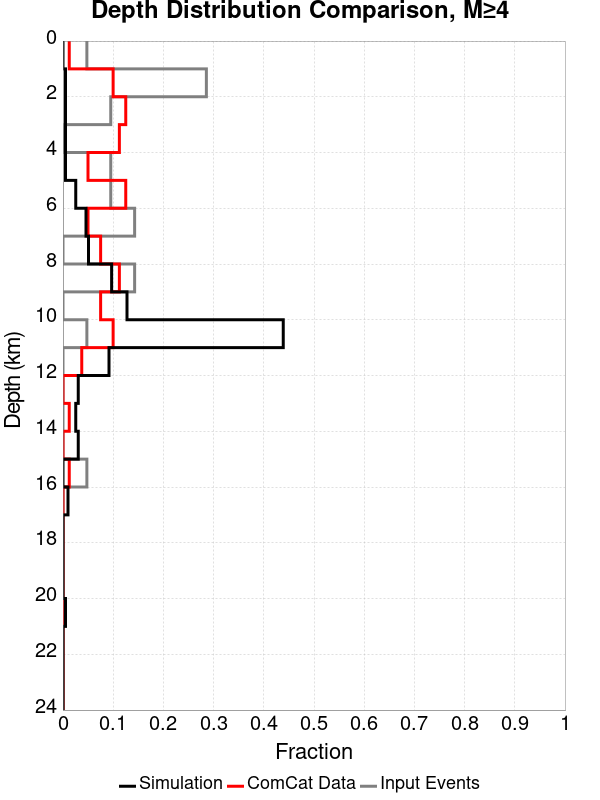 Depth Distribution Comparison, M≥4
0
2
4
6
8
10
12
14
16
18
20
22
24
Depth (km)
0 0.1 0.2 0.3 0.4 0.5 0.6 0.7 0.8 0.9 1
Fraction
Simulation ComCat Data Input Events